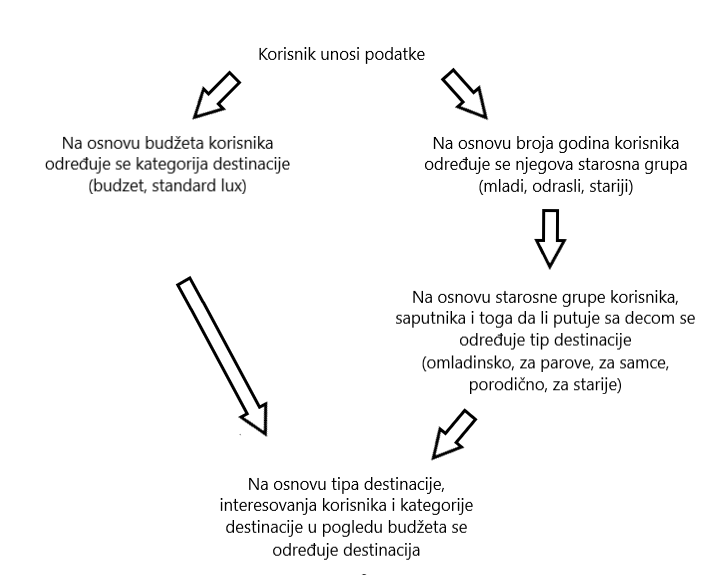 Korisnik unosi podatke
Na osnovu budžeta korisnika
određuje se kategorija destinacije
(budzet, standard lux)
Na osnovu broja godina korisnika
određuje se njegova starosna grupa
(mladi, odrasli, stariji)
Na osnovu starosne grupe korisnika,
saputnika i toga da li putuje sa decom se
određuje tip destinacije
(omladinsko, za parove, za samce,
porodično, za starije)
Na osnovu tipa destinacije,
interesovanja korisnika i kategorije
destinacije u pogledu budžeta se
određuje destinacija